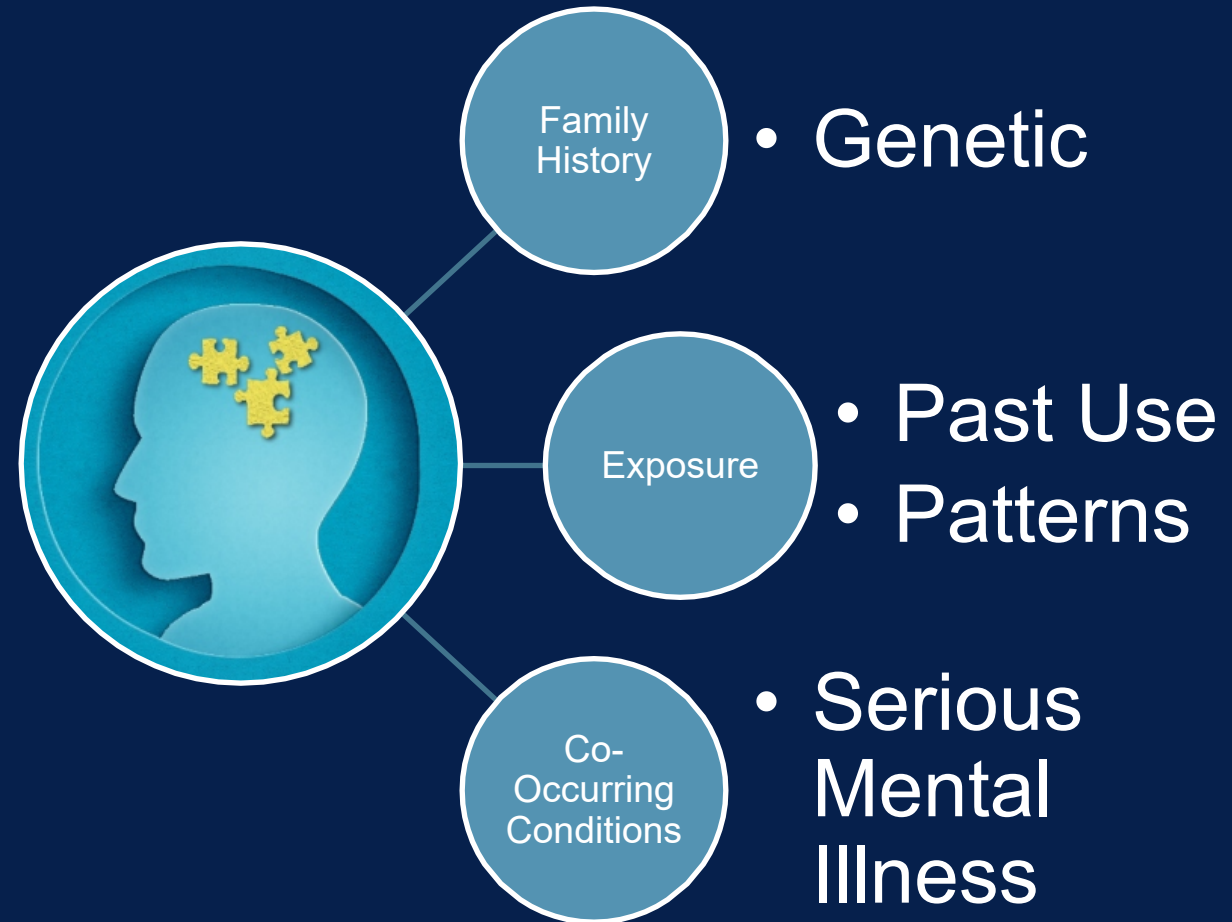 Family
History
• Genetic
Exposure
• Past Use
• Patterns
Co-
Occurring
Conditions
• Serious
Mental
Illness